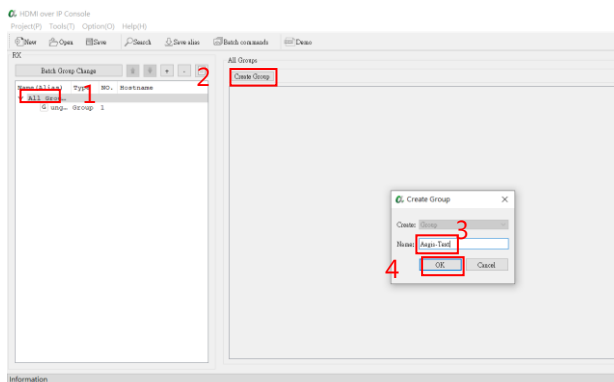 HDMI over IP Console
Project(P) Tools(T) Option(O) Help(H)
New Open Save Search Save alias Batch commands Demo
RX
All Groups
Batch Group Change + -
2
Create Group
Name(Alias) Type NO. Hostname
1
All Grou...
G ung... Group 1
Create Group
Create: Group
3
Name: Aegis-Test
4
OK Cancel
Information